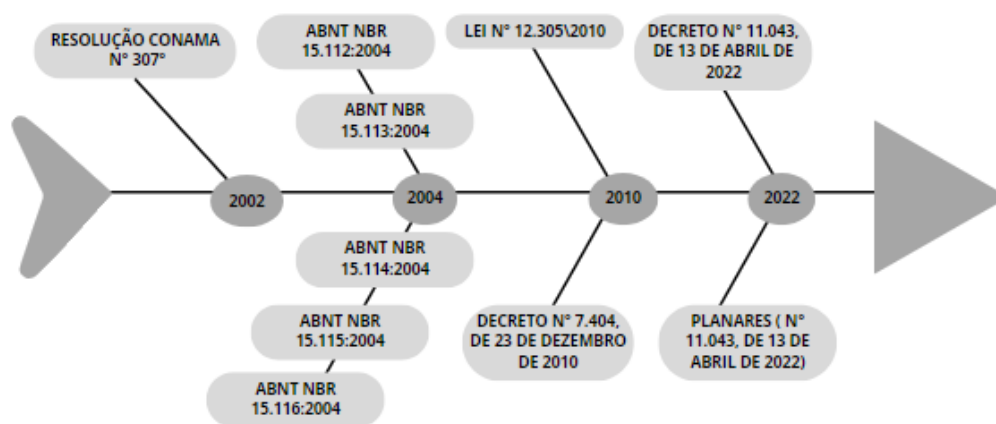 RESOLUÇÃO CONAMA
N° 307°
ABNT NBR
15.112:2004
ABNT NBR
15.113:2004
LEI N° 12.305\2010
DECRETO N° 11.043,
DE 13 DE ABRIL DE
2022
2002
2004
2010
2022
ABNT NBR
15.114:2004
ABNT NBR
15.115:2004
ABNT NBR
15.116:2004
DECRETO N° 7.404,
DE 23 DE DEZEMBRO
DE 2010
PLANARES ( N°
11.043, DE 13 DE
ABRIL DE 2022)